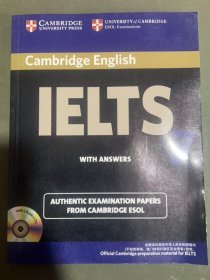 CAMBRIDGE
UNIVERSITY PRESS
UNIVERSITY of CAMBRIDGE
ESOL Examinations
Cambridge English
IELTS
WITH ANSWERS
AUTHENTIC EXAMINATION PAPERS
FROM CAMBRIDGE ESOL
Official Cambridge preparation material for IELTS